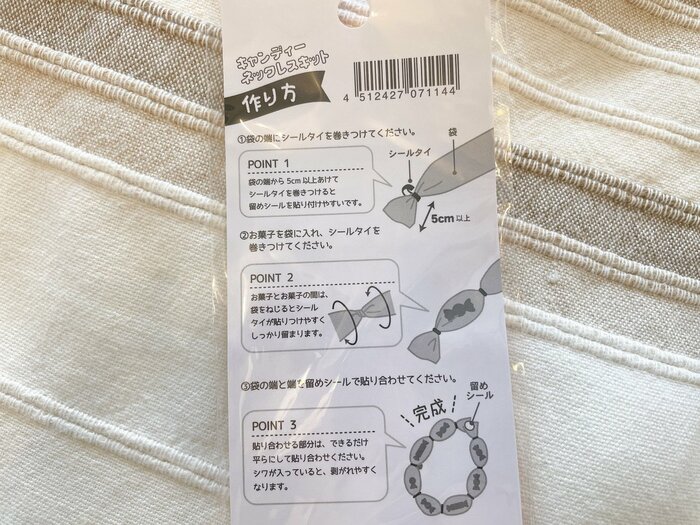 キャンディー
ネックレスキット
作り方
4 512427 071144
①袋の端にシールタイを巻きつけてください。
POINT 1
袋の端から5cm以上あけて
シールタイを巻きつけると
留めシールを貼り付けやすいです。
シールタイ
袋
5cm以上
②お菓子を袋に入れ、シールタイを
巻きつけてください。
POINT 2
お菓子とお菓子の間は、
袋をねじるとシール
タイが貼りつけやすく
しっかり留まります。
③袋の端と端を留めシールで貼り合わせてください。
POINT 3
貼り合わせる部分は、できるだけ
平らにして貼り合わせください。
シワが入っていると、剥がれやすく
なります。
完成
留め
シール